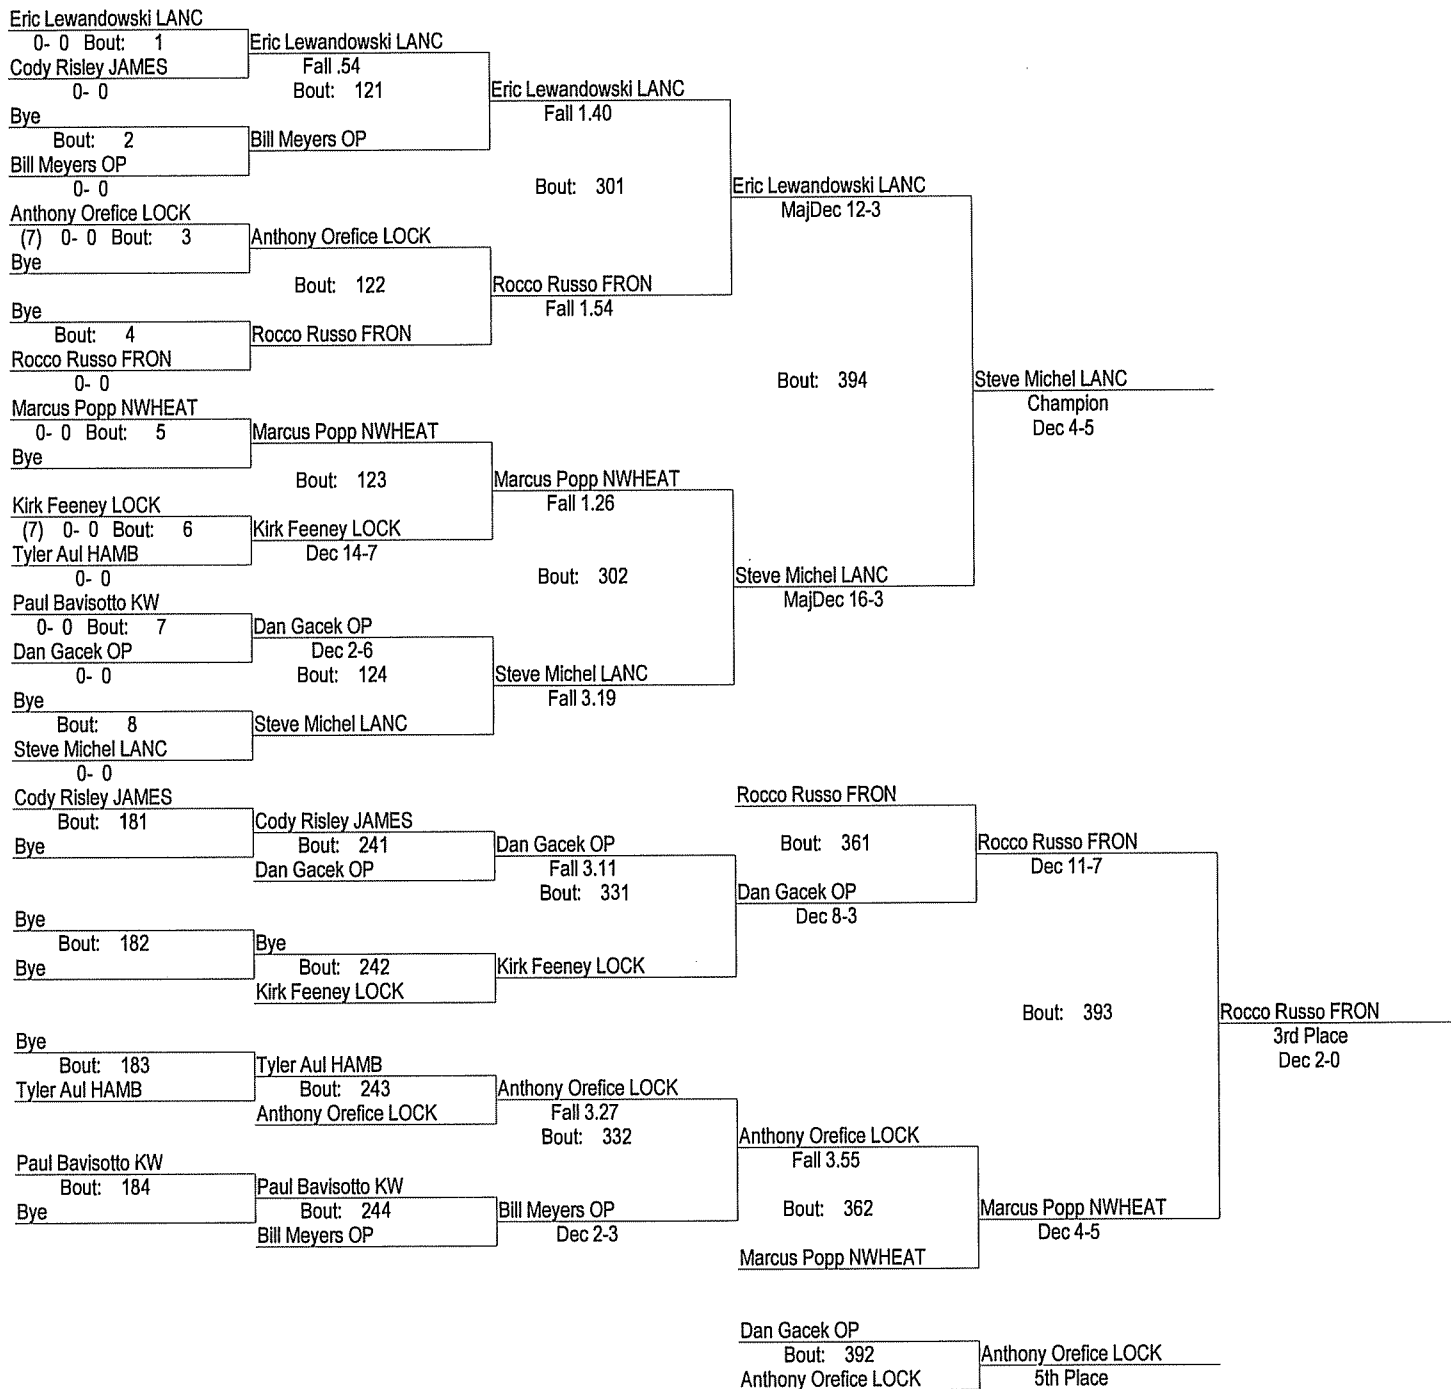 Eric Lewandowski LANC
0- 0 Bout: 1
Cody Risley JAMES
0- 0
Bye
Bout: 2
Bill Meyers OP
0- 0
Anthony Orefice LOCK
(7) 0- 0 Bout: 3
Bye
Bye
Bout: 4
Rocco Russo FRON
0- 0
Marcus Popp NWHEAT
0- 0 Bout: 5
Bye
Kirk Feeney LOCK
(7) 0- 0 Bout: 6
Tyler Aul HAMB
0- 0
Paul Bavisotto KW
0- 0 Bout: 7
Dan Gacek OP
0- 0
Bye
Bout: 8
Steve Michel LANC
0- 0
Eric Lewandowski LANC
Fall .54
Bout: 121
Bill Meyers OP
Anthony Orefice LOCK
Bout: 122
Rocco Russo FRON
Marcus Popp NWHEAT
Bout: 123
Kirk Feeney LOCK
Dec 14-7
Dan Gacek OP
Dec 2-6
Bout: 124
Steve Michel LANC
Eric Lewandowski LANC
Fall 1.40
Bout: 301
Rocco Russo FRON
Fall 1.54
Marcus Popp NWHEAT
Fall 1.26
Bout: 302
Steve Michel LANC
Fall 3.19
Eric Lewandowski LANC
MajDec 12-3
Bout: 394
Steve Michel LANC
MajDec 16-3
Steve Michel LANC
Champion
Dec 4-5
Cody Risley JAMES
Bout: 181
Bye
Bye
Bout: 182
Bye
Bye
Bout: 183
Tyler Aul HAMB
Paul Bavisotto KW
Bout: 184
Bye
Cody Risley JAMES
Bout: 241
Dan Gacek OP
Bye
Bout: 242
Kirk Feeney LOCK
Tyler Aul HAMB
Bout: 243
Anthony Orefice LOCK
Paul Bavisotto KW
Bout: 244
Bill Meyers OP
Dan Gacek OP
Fall 3.11
Bout: 331
Kirk Feeney LOCK
Anthony Orefice LOCK
Fall 3.27
Bout: 332
Bill Meyers OP
Dec 2-3
Rocco Russo FRON
Bout: 361
Dan Gacek OP
Dec 8-3
Anthony Orefice LOCK
Fall 3.55
Bout: 362
Marcus Popp NWHEAT
Rocco Russo FRON
Dec 11-7
Bout: 393
Marcus Popp NWHEAT
Dec 4-5
Rocco Russo FRON
3rd Place
Dec 2-0
Dan Gacek OP
Bout: 392
Anthony Orefice LOCK
Anthony Orefice LOCK
5th Place